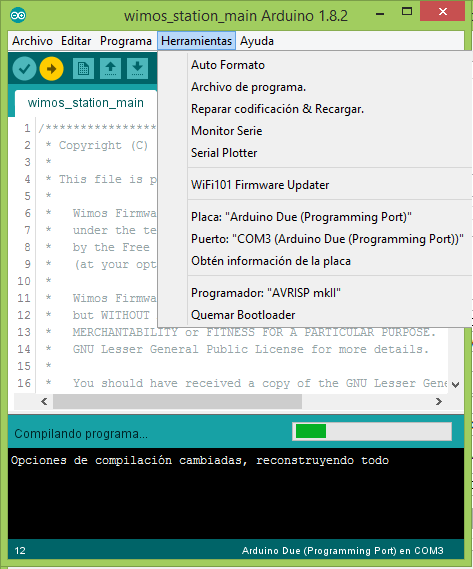 wimos_station_main Arduino 1.8.2
Archivo Editar Programa Herramientas Ayuda
Auto Formato
Archivo de programa.
Reparar codificación & Recargar.
Monitor Serie
Serial Plotter
WiFi101 Firmware Updater
Placa: "Arduino Due (Programming Port)"
Puerto: "COM3 (Arduino Due (Programming Port))"
Obtén información de la placa
Programador: "AVRISP mkII"
Quemar Bootloader
wimos_station_main
1 /*****************
2 * Copyright (C)
3 *
4 * This file is p
5 *
6 * Wimos Firmwa
7 * under the te
8 * by the Free
9 * (at your opt
10 *
11 * Wimos Firmwa
12 * but WITHOUT
13 * MERCHANTABILITY or FITNESS FOR A PARTICULAR PURPOSE.
14 * GNU Lesser General Public License for more details.
15 *
16 * You should have received a copy of the GNU Lesser Gene
Compilando programa...
Opciones de compilación cambiadas, reconstruyendo todo
12 Arduino Due (Programming Port) en COM3